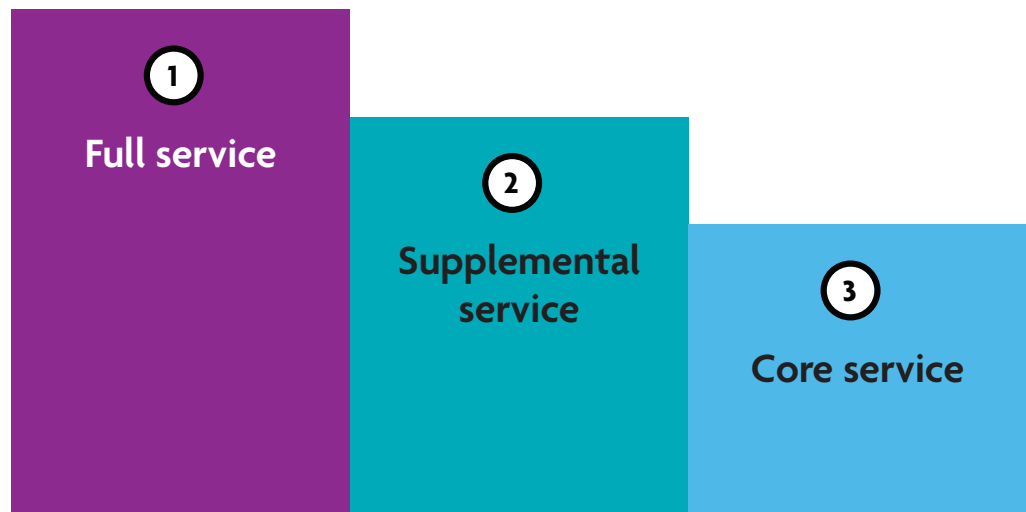 1
Full service
2
Supplemental
service
3
Core service